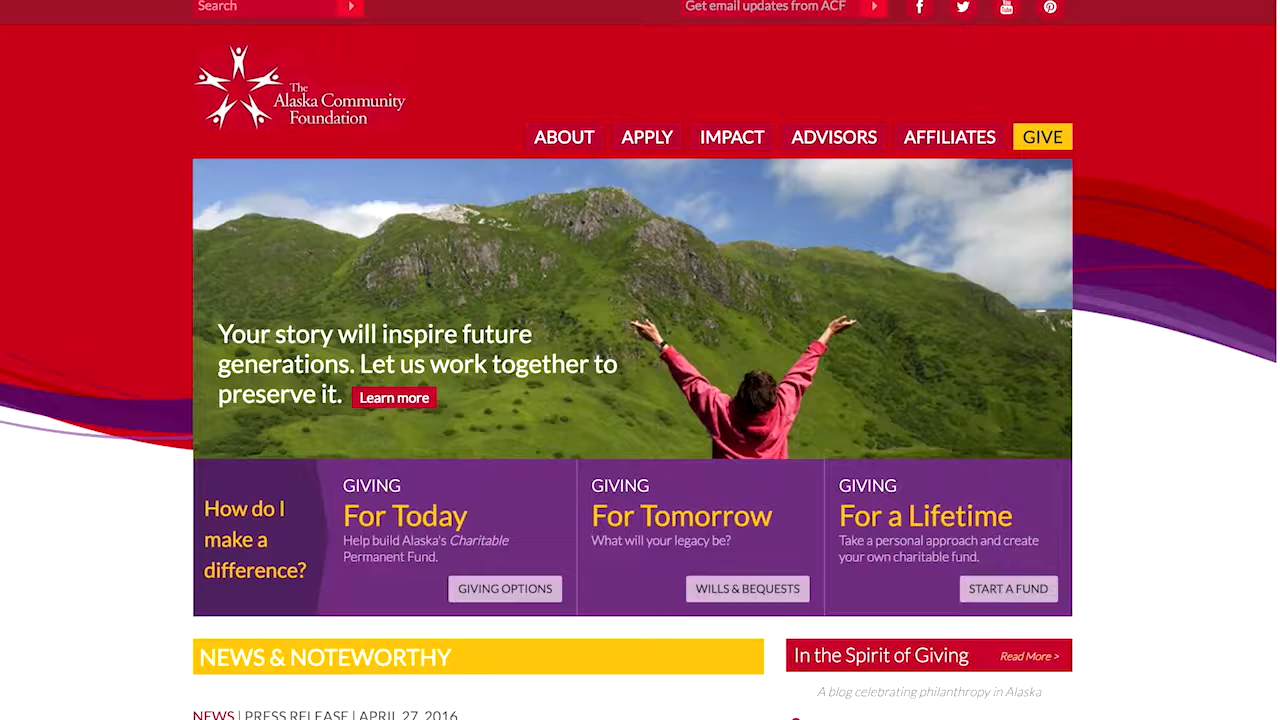 Search
Get email updates from ACF
You Tube
The
Alaska Community
Foundation
ABOUT
APPLY
IMPACT
ADVISORS
AFFILIATES
GIVE
Your story will inspire future
generations. Let us work together to
preserve it. Learn more
How do I
make a
difference?
GIVING
For Today
Help build Alaska's Charitable
Permanent Fund.
GIVING OPTIONS
GIVING
For Tomorrow
What will your legacy be?
WILLS & BEQUESTS
GIVING
For a Lifetime
Take a personal approach and create
your own charitable fund.
START A FUND
NEWS & NOTEWORTHY
NEWS | PRESS RELEASE | APRIL 27, 2016
In the Spirit of Giving
Read More >
A blog celebrating philanthropy in Alaska